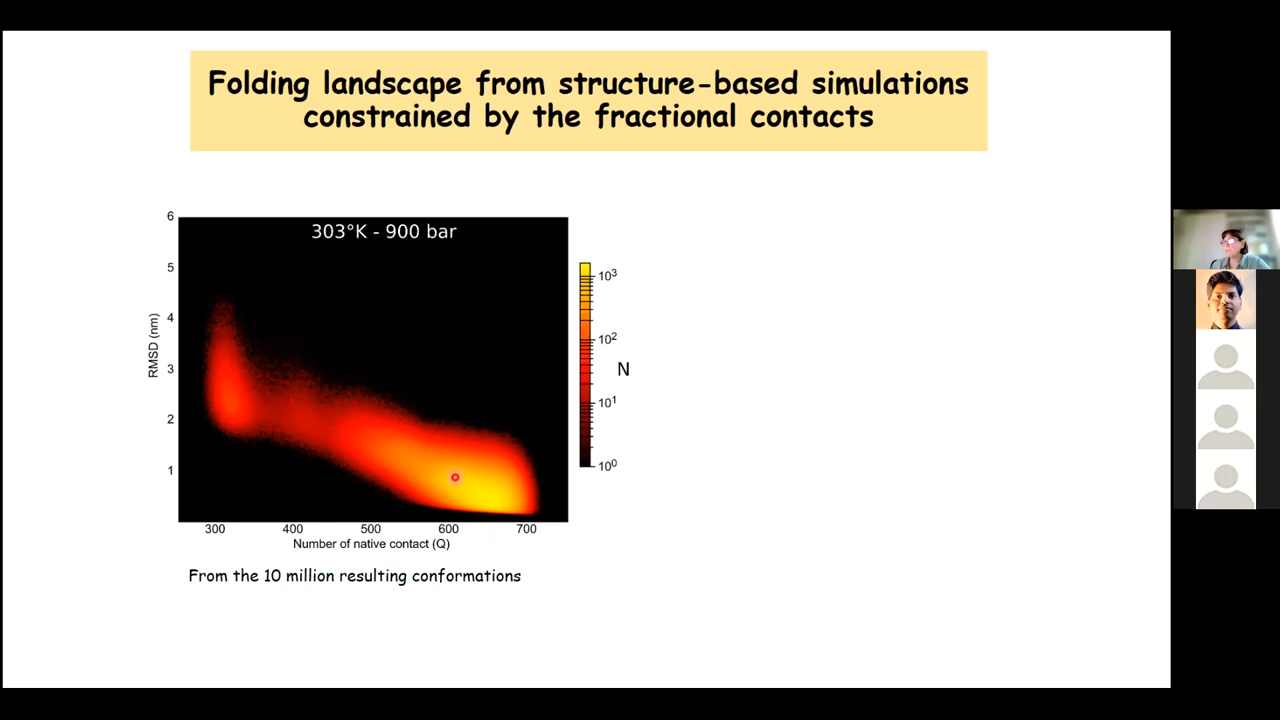 Folding landscape from structure-based simulations
constrained by the fractional contacts
303°K - 900 bar
6
5
4
3
2
1
RMSD (nm)
300 400 500 600 700
Number of native contact (Q)
10³
10²
10¹
10⁰
N
From the 10 million resulting conformations